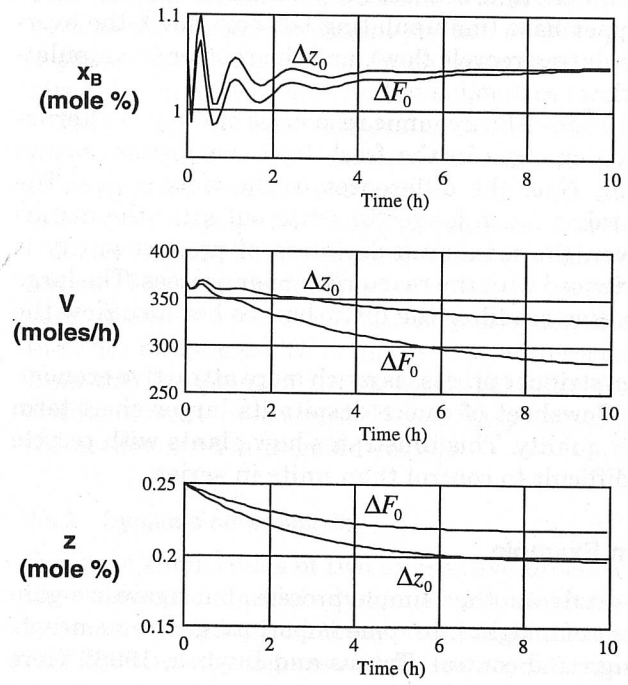 1.1
x_B
(mole %)
1
Δz₀
ΔF₀
0 2 4 6 8 10
Time (h)
400
350
V
(moles/h)
300
250
Δz₀
ΔF₀
0 2 4 6 8 10
Time (h)
0.25
z
(mole %)
0.2
0.15
ΔF₀
Δz₀
0 2 4 6 8 10
Time (h)